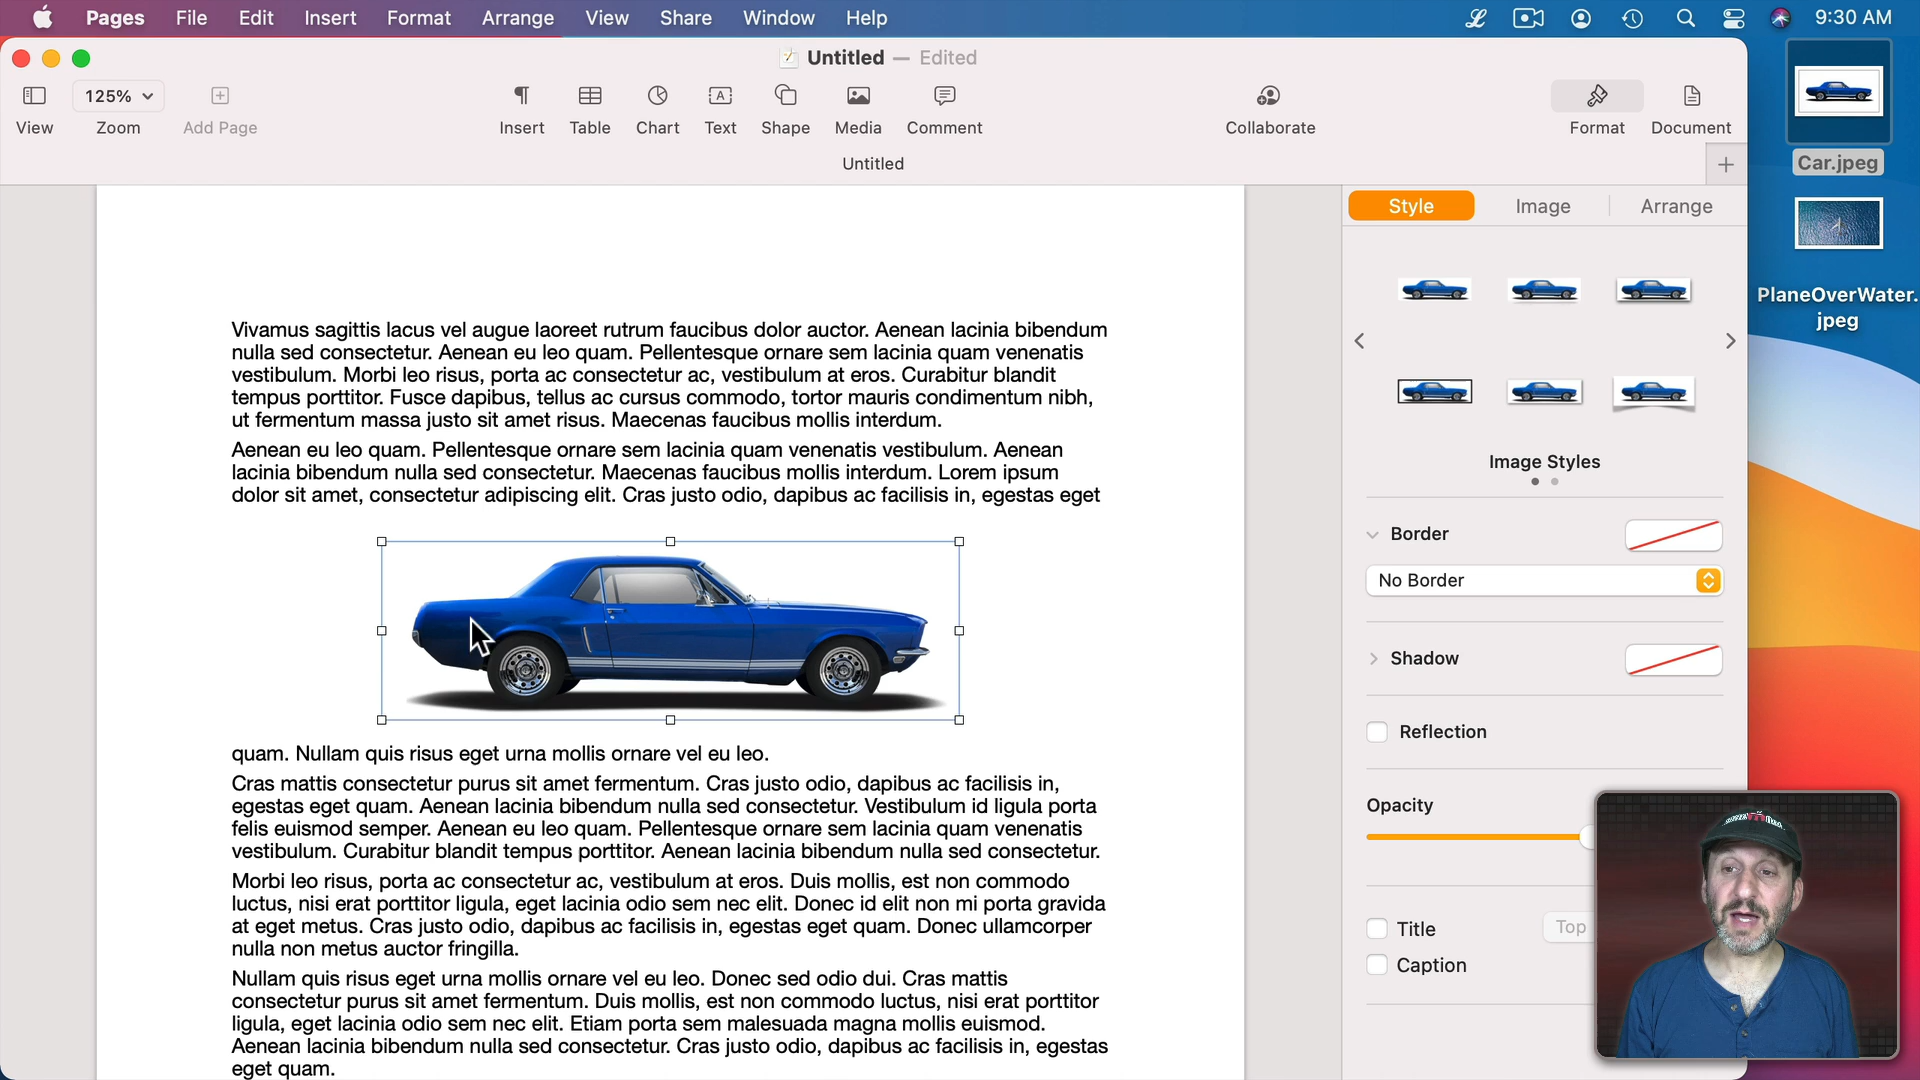 Pages File Edit Insert Format Arrange View Share Window Help 9:30 AM
Untitled — Edited
125%
View Zoom Add Page Insert Table Chart Text Shape Media Comment Collaborate Format Document
Untitled
Car.jpeg
PlaneOverWater.
jpeg
Vivamus sagittis lacus vel augue laoreet rutrum faucibus dolor auctor. Aenean lacinia bibendum
nulla sed consectetur. Aenean eu leo quam. Pellentesque ornare sem lacinia quam venenatis
vestibulum. Morbi leo risus, porta ac consectetur ac, vestibulum at eros. Curabitur blandit
tempus porttitor. Fusce dapibus, tellus ac cursus commodo, tortor mauris condimentum nibh,
ut fermentum massa justo sit amet risus. Maecenas faucibus mollis interdum.
Aenean eu leo quam. Pellentesque ornare sem lacinia quam venenatis vestibulum. Aenean
lacinia bibendum nulla sed consectetur. Maecenas faucibus mollis interdum. Lorem ipsum
dolor sit amet, consectetur adipiscing elit. Cras justo odio, dapibus ac facilisis in, egestas eget
quam. Nullam quis risus eget urna mollis ornare vel eu leo.
Cras mattis consectetur purus sit amet fermentum. Cras justo odio, dapibus ac facilisis in,
egestas eget quam. Aenean lacinia bibendum nulla sed consectetur. Vestibulum id ligula porta
felis euismod semper. Aenean eu leo quam. Pellentesque ornare sem lacinia quam venenatis
vestibulum. Curabitur blandit tempus porttitor. Aenean lacinia bibendum nulla sed consectetur.
Morbi leo risus, porta ac consectetur ac, vestibulum at eros. Duis mollis, est non commodo
luctus, nisi erat porttitor ligula, eget lacinia odio sem nec elit. Donec id elit non mi porta gravida
at eget metus. Cras justo odio, dapibus ac facilisis in, egestas eget quam. Donec ullamcorper
nulla non metus auctor fringilla.
Nullam quis risus eget urna mollis ornare vel eu leo. Donec sed odio dui. Cras mattis
consectetur purus sit amet fermentum. Duis mollis, est non commodo luctus, nisi erat porttitor
ligula, eget lacinia odio sem nec elit. Etiam porta sem malesuada magna mollis euismod.
Aenean lacinia bibendum nulla sed consectetur. Cras justo odio, dapibus ac facilisis in, egestas
eget quam.
Style Image Arrange
Image Styles
Border
No Border
Shadow
Reflection
Opacity
Title Top
Caption